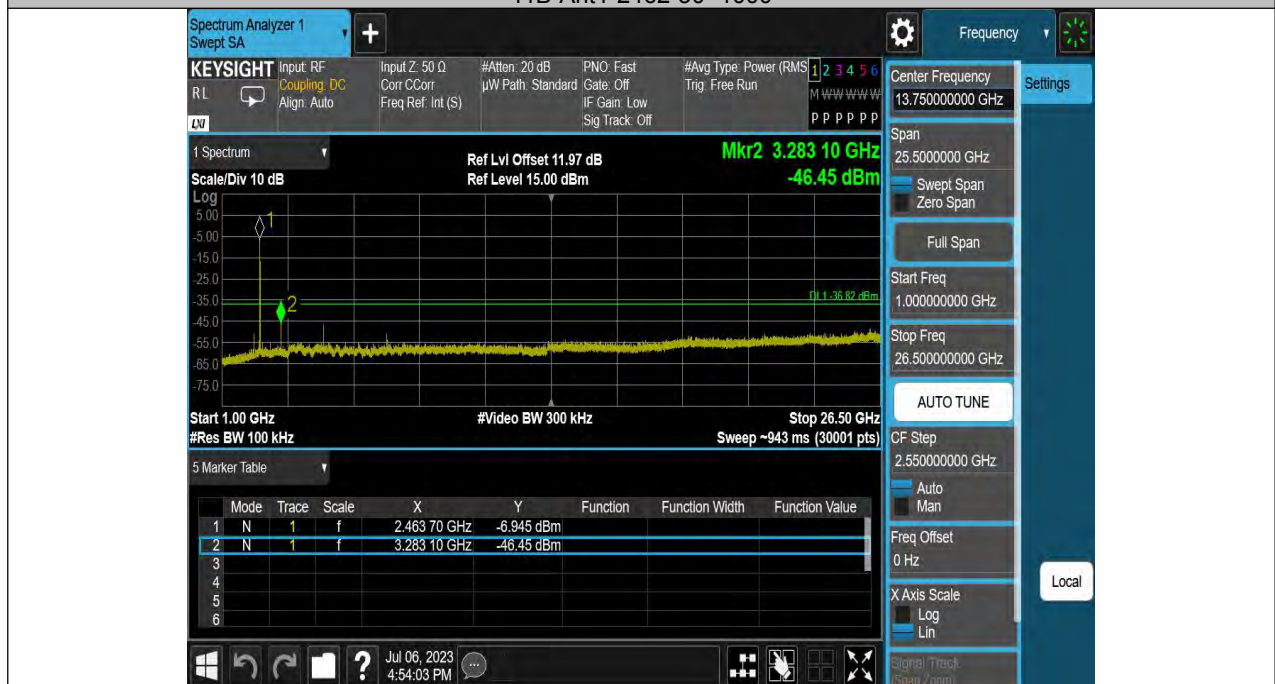 Spectrum Analyzer 1
Swept SA
+
Frequency
KEYSIGHT
RL
LXI
Input: RF
Coupling: DC
Align: Auto
Input Z: 50 Ω
Corr CCorr
Freq Ref: Int (S)
#Atten: 20 dB
µW Path: Standard
PNO: Fast
Gate: Off
IF Gain: Low
Sig Track: Off
#Avg Type: Power (RMS
Trig: Free Run
1 2 3 4 5 6
M W W W W W
P P P P P P
Center Frequency
13.750000000 GHz
Settings
Span
25.5000000 GHz
Swept Span
Zero Span
Full Span
Start Freq
1.000000000 GHz
Stop Freq
26.500000000 GHz
AUTO TUNE
CF Step
2.550000000 GHz
Auto
Man
Freq Offset
0 Hz
X Axis Scale
Log
Lin
Signal Track
(Span Zoom)
Local
1 Spectrum
Scale/Div 10 dB
Ref Lvl Offset 11.97 dB
Ref Level 15.00 dBm
Mkr2 3.283 10 GHz
-46.45 dBm
Log
5.00
-5.00
-15.0
-25.0
-35.0
-45.0
-55.0
-65.0
-75.0
1
2
DL1 -36.82 dBm
Start 1.00 GHz
#Video BW 300 kHz
Stop 26.50 GHz
#Res BW 100 kHz
Sweep ~943 ms (30001 pts)
5 Marker Table
Mode Trace Scale X Y Function Function Width Function Value
1 N 1 f 2.463 70 GHz -6.945 dBm
2 N 1 f 3.283 10 GHz -46.45 dBm
3
4
5
6
?
Jul 06, 2023
4:54:03 PM